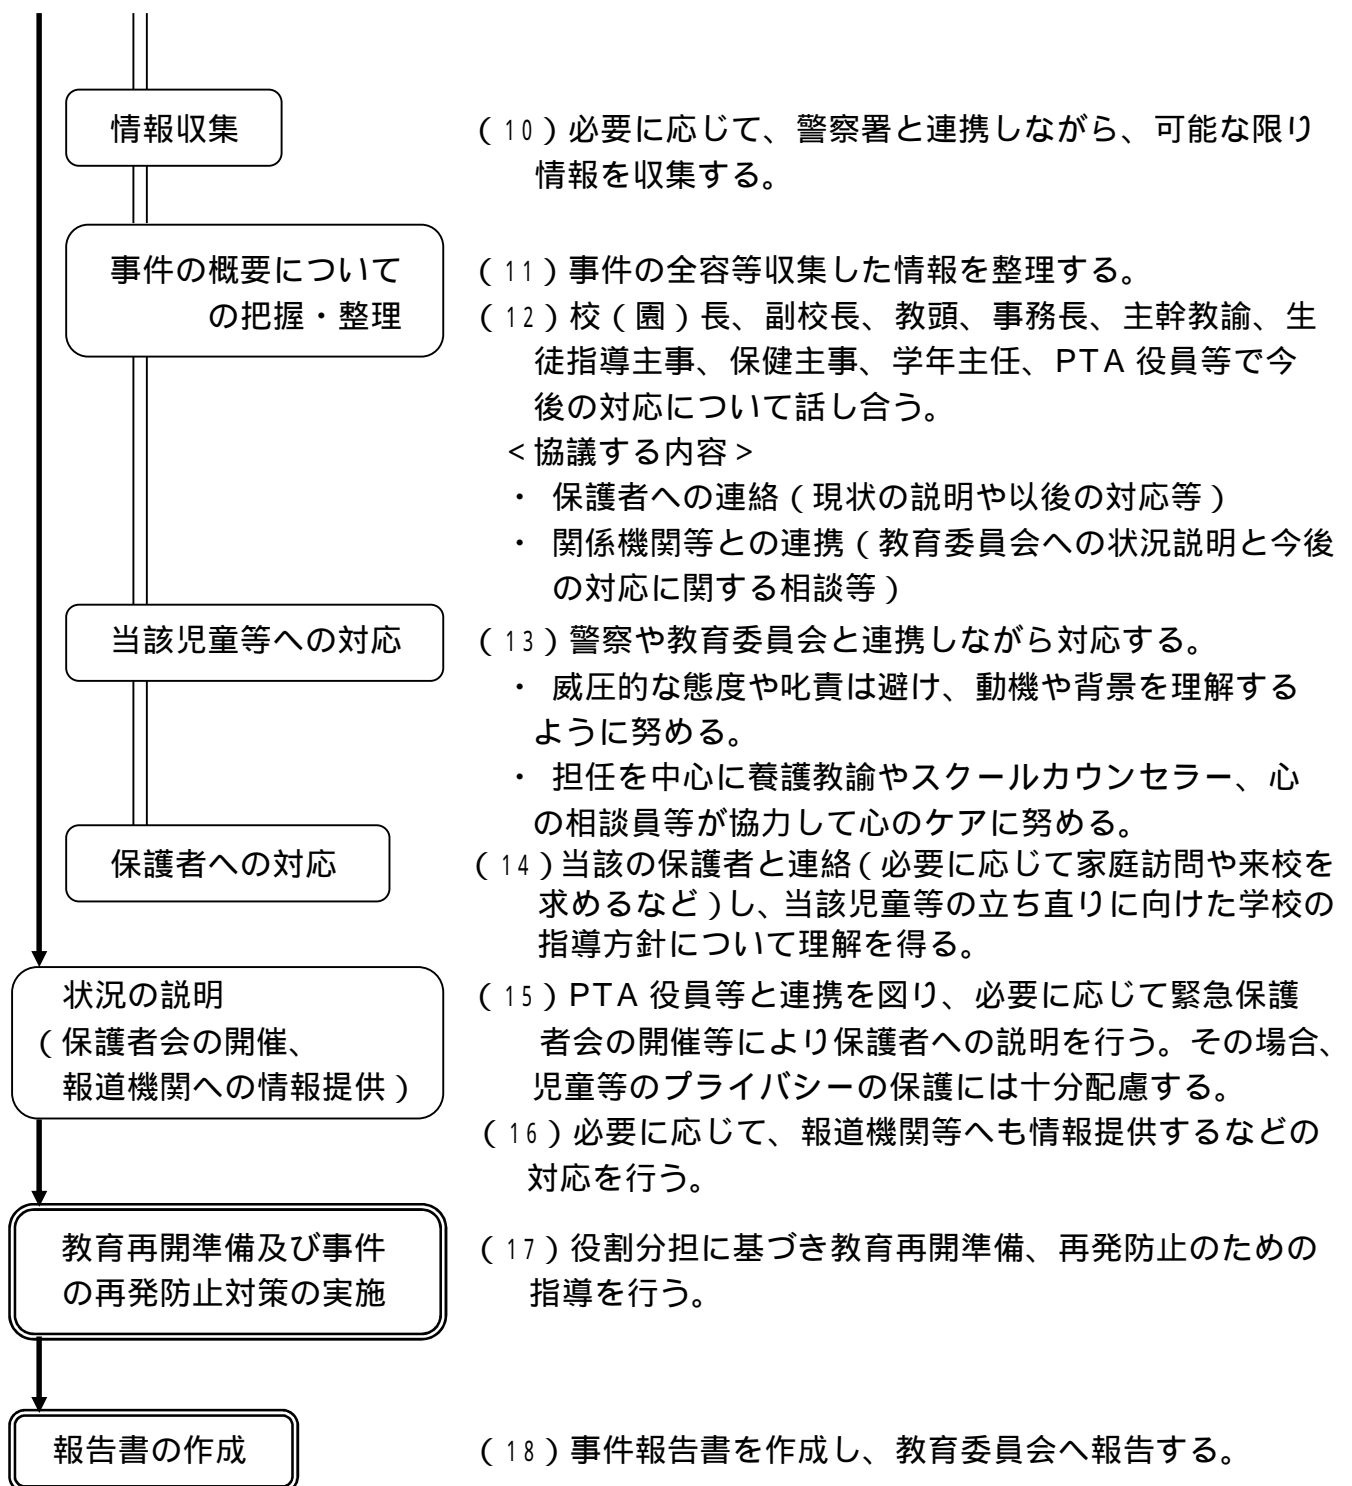 情報収集
(10)必要に応じて、警察署と連携しながら、可能な限り
情報を収集する。
事件の概要について
の把握・整理
(11)事件の全容等収集した情報を整理する。
(12)校(園)長、副校長、教頭、事務長、主幹教諭、生
徒指導主事、保健主事、学年主任、PTA 役員等で今
後の対応について話し合う。
<協議する内容>
・ 保護者への連絡(現状の説明や以後の対応等)
・ 関係機関等との連携(教育委員会への状況説明と今後
の対応に関する相談等)
当該児童等への対応
(13)警察や教育委員会と連携しながら対応する。
・ 威圧的な態度や叱責は避け、動機や背景を理解する
ように努める。
・ 担任を中心に養護教諭やスクールカウンセラー、心
の相談員等が協力して心のケアに努める。
保護者への対応
(14)当該の保護者と連絡(必要に応じて家庭訪問や来校を
求めるなど)し、当該児童等の立ち直りに向けた学校の
指導方針について理解を得る。
状況の説明
(保護者会の開催、
報道機関への情報提供)
(15)PTA 役員等と連携を図り、必要に応じて緊急保護
者会の開催等により保護者への説明を行う。その場合、
児童等のプライバシーの保護には十分配慮する。
(16)必要に応じて、報道機関等へも情報提供するなどの
対応を行う。
教育再開準備及び事件
の再発防止対策の実施
(17)役割分担に基づき教育再開準備、再発防止のための
指導を行う。
報告書の作成
(18)事件報告書を作成し、教育委員会へ報告する。